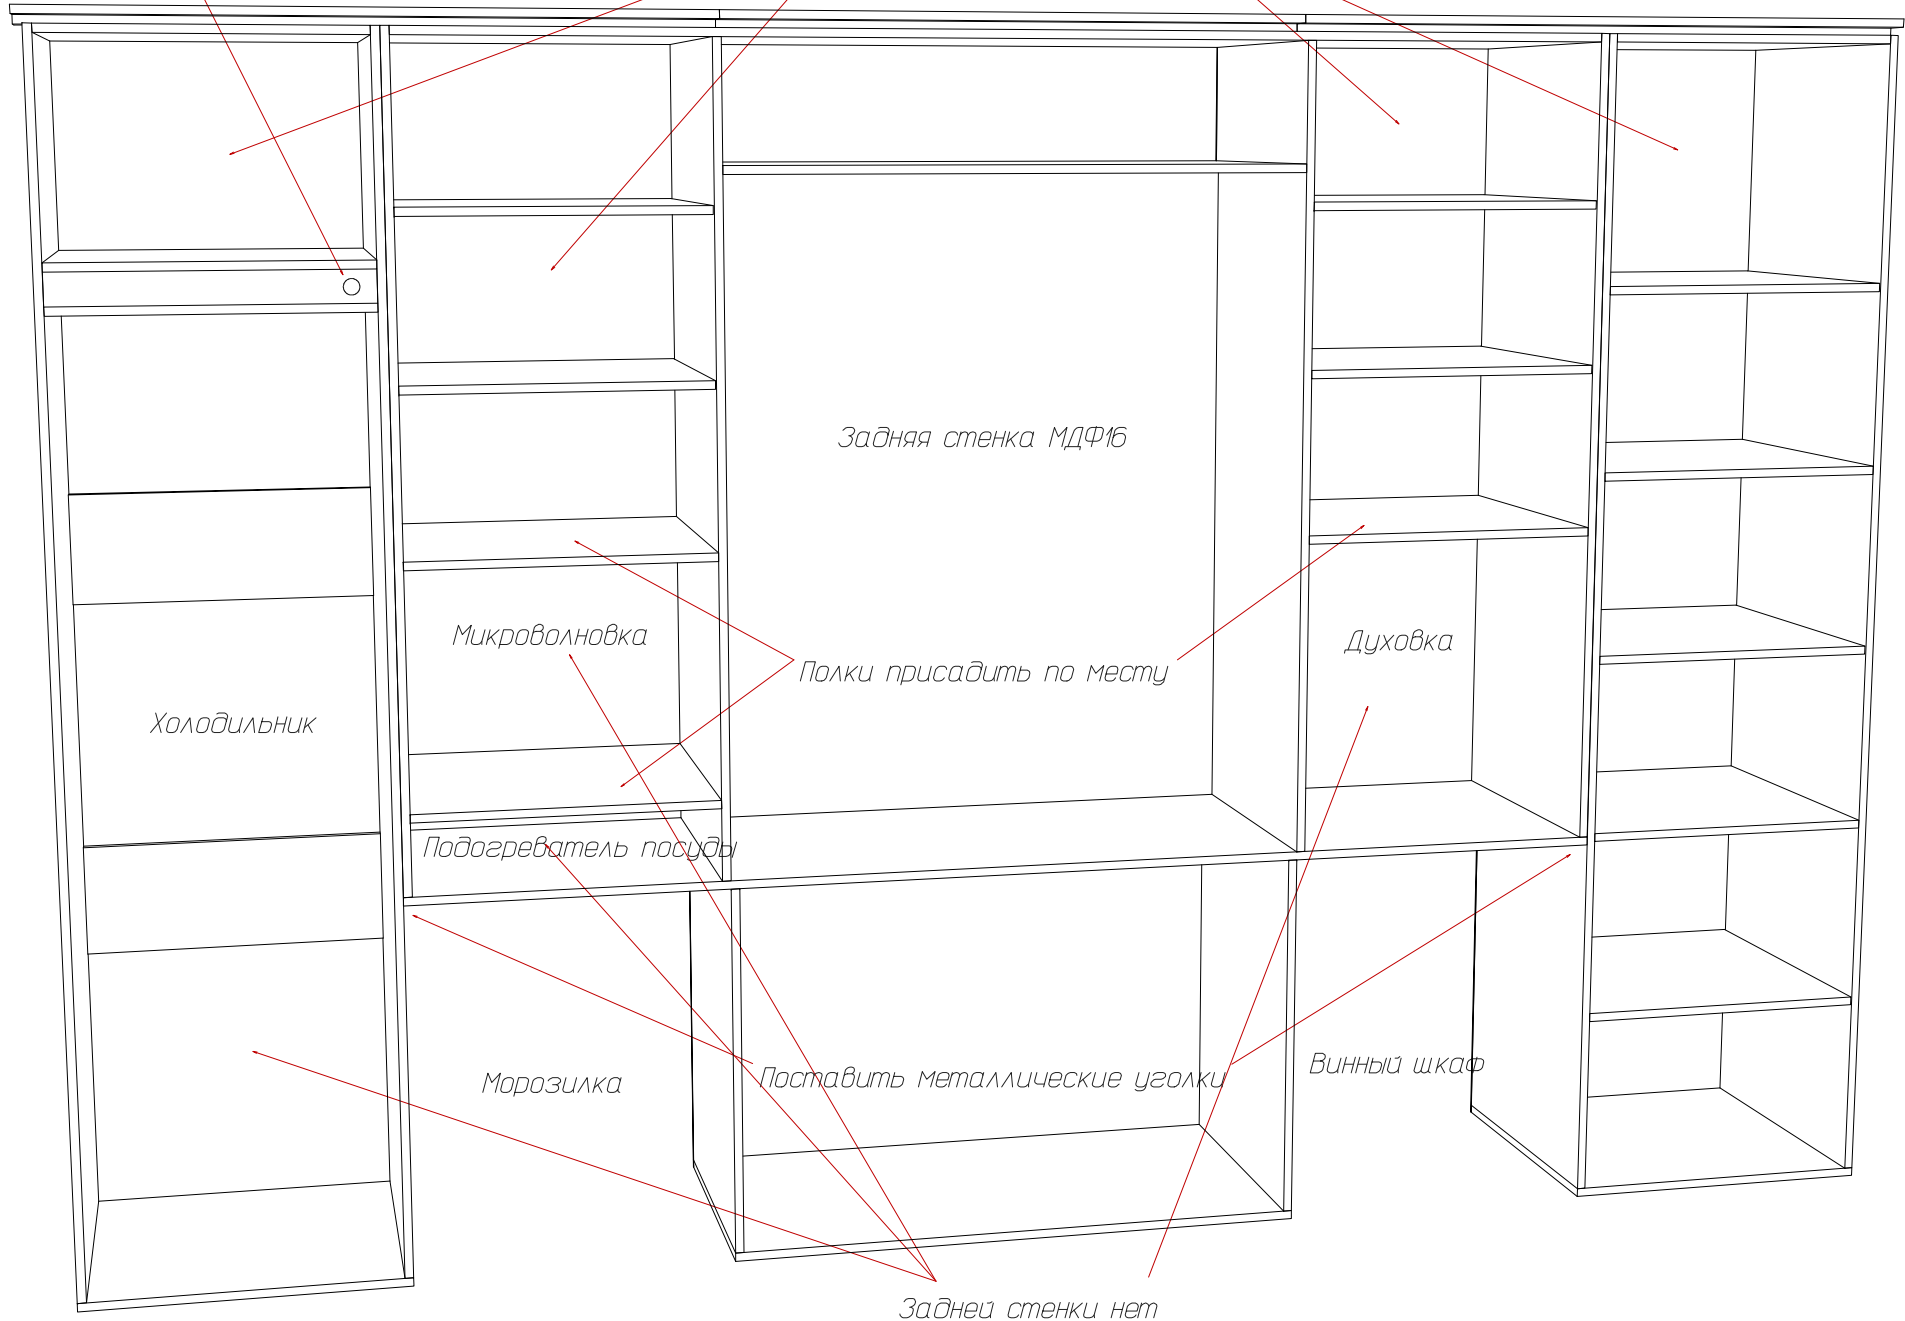 Задняя стенка МДФ16
Микроволновка
Духовка
Полки присадить по месту
Холодильник
Подогреватель посуды
Винный шкаф
Морозилка
Поставить металлические уголки
Задней стенки нет